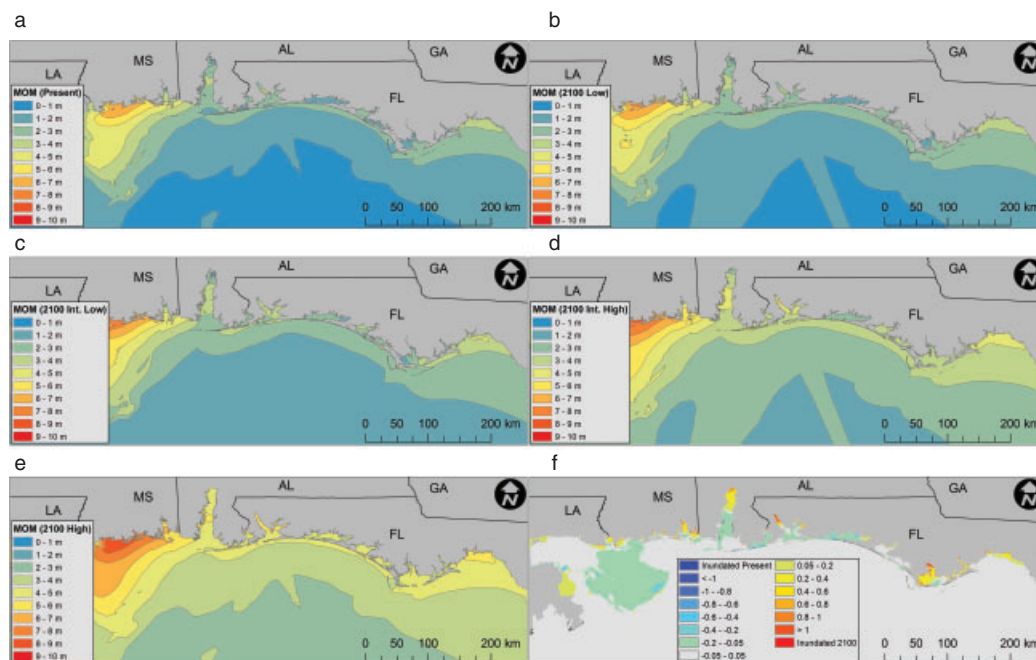 a
MS
AL
GA
LA
FL
N
MOM (Present)
0 - 1 m
1 - 2 m
2 - 3 m
3 - 4 m
4 - 5 m
5 - 6 m
6 - 7 m
7 - 8 m
8 - 9 m
9 - 10 m
0 50 100 200 km
b
MS
AL
GA
LA
FL
N
MOM (2100 Low)
0 - 1 m
1 - 2 m
2 - 3 m
3 - 4 m
4 - 5 m
5 - 6 m
6 - 7 m
7 - 8 m
8 - 9 m
9 - 10 m
0 50 100 200 km
c
MS
AL
GA
LA
FL
N
MOM (2100 Int. Low)
0 - 1 m
1 - 2 m
2 - 3 m
3 - 4 m
4 - 5 m
5 - 6 m
6 - 7 m
7 - 8 m
8 - 9 m
9 - 10 m
0 50 100 200 km
d
MS
AL
GA
LA
FL
N
MOM (2100 Int. High)
0 - 1 m
1 - 2 m
2 - 3 m
3 - 4 m
4 - 5 m
5 - 6 m
6 - 7 m
7 - 8 m
8 - 9 m
9 - 10 m
0 50 100 200 km
e
MS
AL
GA
LA
FL
N
MOM (2100 High)
0 - 1 m
1 - 2 m
2 - 3 m
3 - 4 m
4 - 5 m
5 - 6 m
6 - 7 m
7 - 8 m
8 - 9 m
9 - 10 m
0 50 100 200 km
f
MS
AL
GA
LA
FL
N
Inundated Present
< -1
-1 - -0.8
-0.8 - -0.6
-0.6 - -0.4
-0.4 - -0.2
-0.2 - -0.05
-0.05 - 0.05
0.05 - 0.2
0.2 - 0.4
0.4 - 0.6
0.6 - 0.8
0.8 - 1
> 1
Inundated 2100
0 50 100 200 km